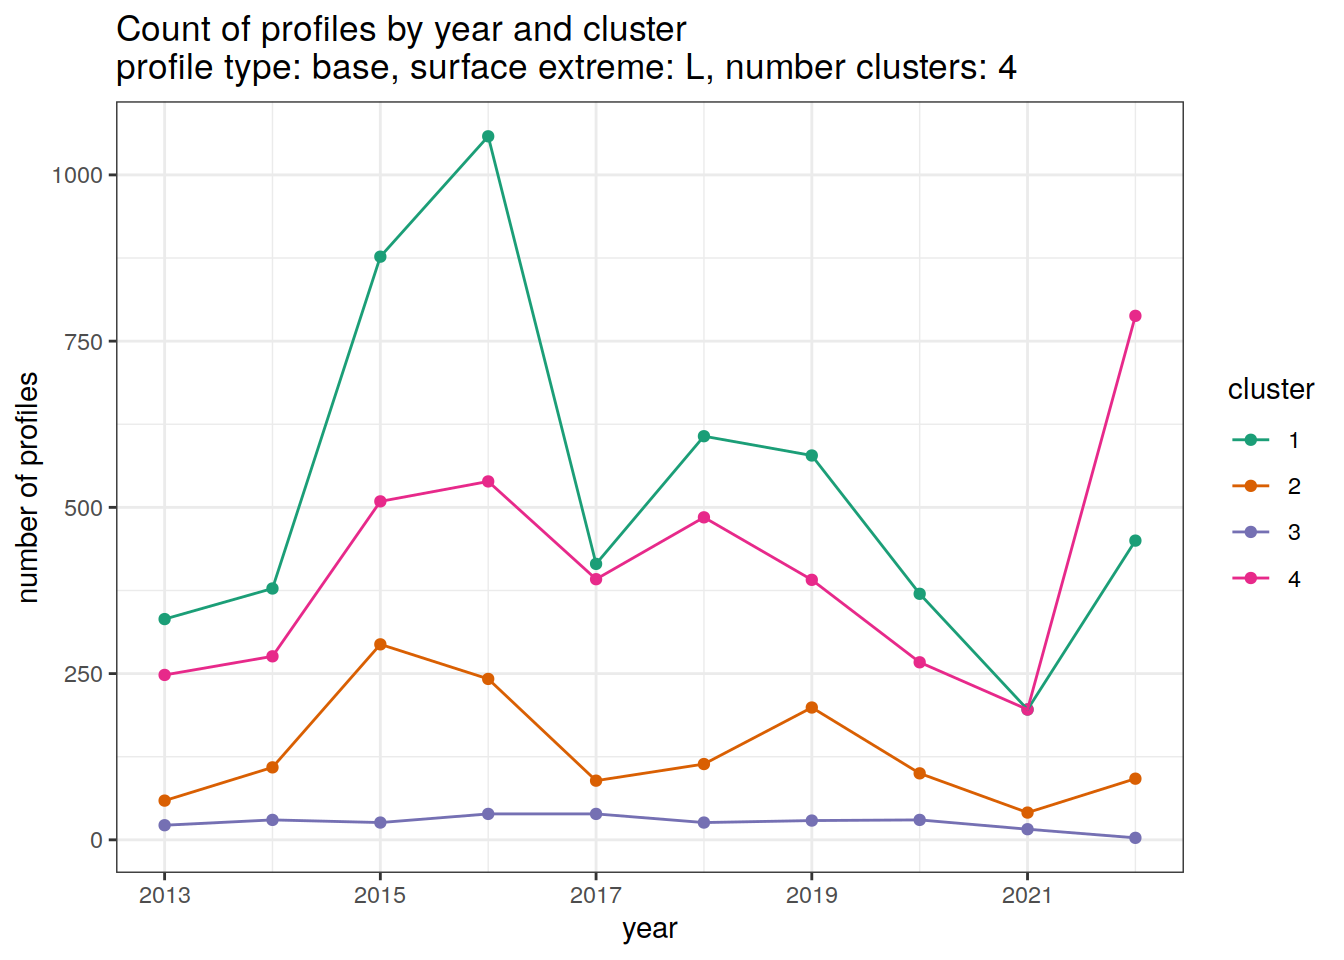 Count of profiles by year and cluster
profile type: base, surface extreme: L, number clusters: 4
number of profiles
1000
750
500
250
0
2013 2015 2017 2019 2021
year
cluster
1
2
3
4